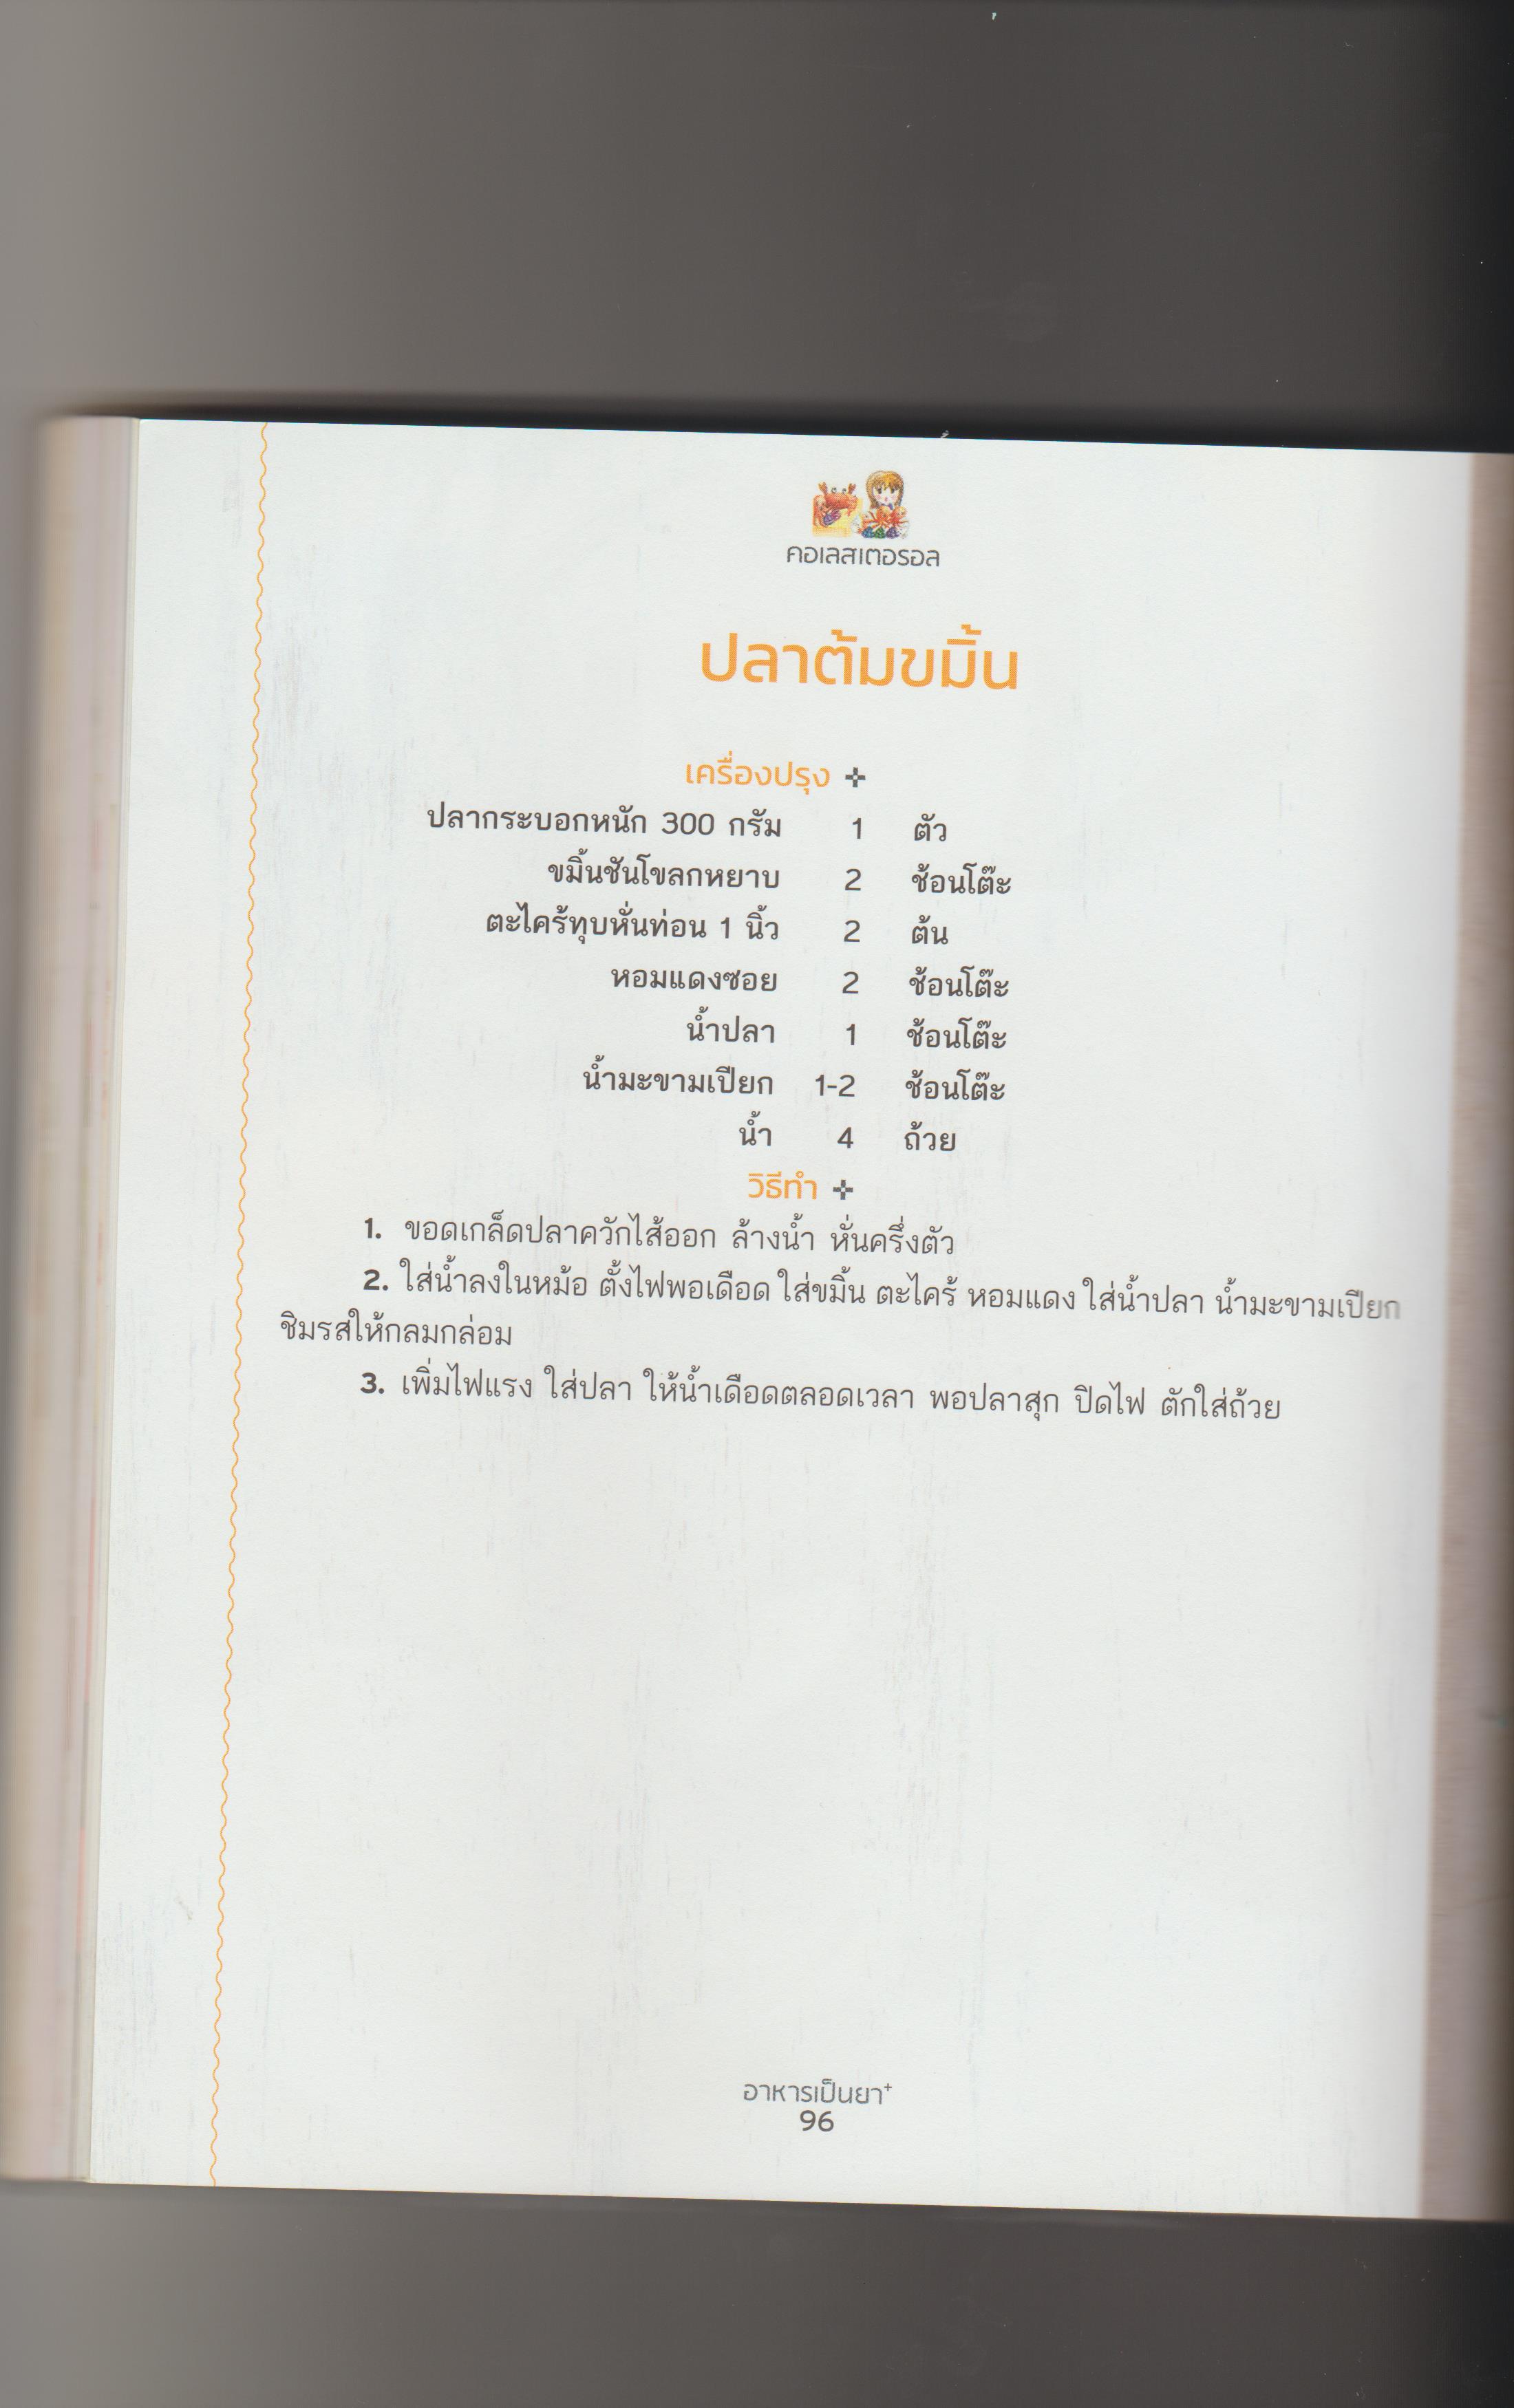 คอเลสเตอรอล
ปลาต้มขมิ้น
เครื่องปรุง
ปลากระบอกหนัก 300 กรัม 1 ตัว
ขมิ้นชันโขลกหยาบ 2 ช้อนโต๊ะ
ตะไคร้ทุบหั่นท่อน 1 นิ้ว 2 ต้น
หอมแดงซอย 2 ช้อนโต๊ะ
น้ำปลา 1 ช้อนโต๊ะ
น้ำมะขามเปียก 1-2 ช้อนโต๊ะ
น้ำ 4 ถ้วย
วิธีทำ
1. ขอดเกล็ดปลาควักไส้ออก ล้างน้ำ หั่นครึ่งตัว
2. ใส่น้ำลงในหม้อ ตั้งไฟพอเดือด ใส่ขมิ้น ตะไคร้ หอมแดง ใส่น้ำปลา น้ำมะขามเปียก
ชิมรสให้กลมกล่อม
3. เพิ่มไฟแรง ใส่ปลา ให้น้ำเดือดตลอดเวลา พอปลาสุก ปิดไฟ ตักใส่ถ้วย
อาหารเป็นยา+
96